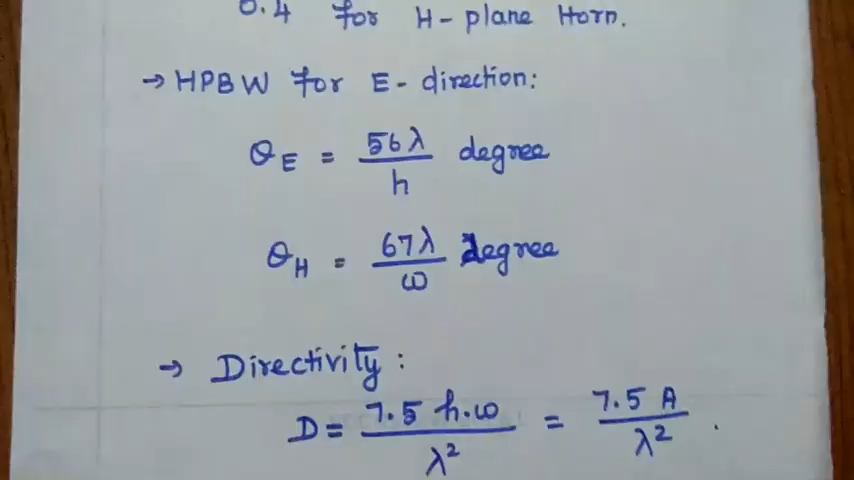 0.4 for H-plane Horn.
→ HPBW for E-direction:
θE = 56λ/h degree
θH = 67λ/ω degree
→ Directivity:
D = 7.5 h.ω/λ² = 7.5 A/λ².